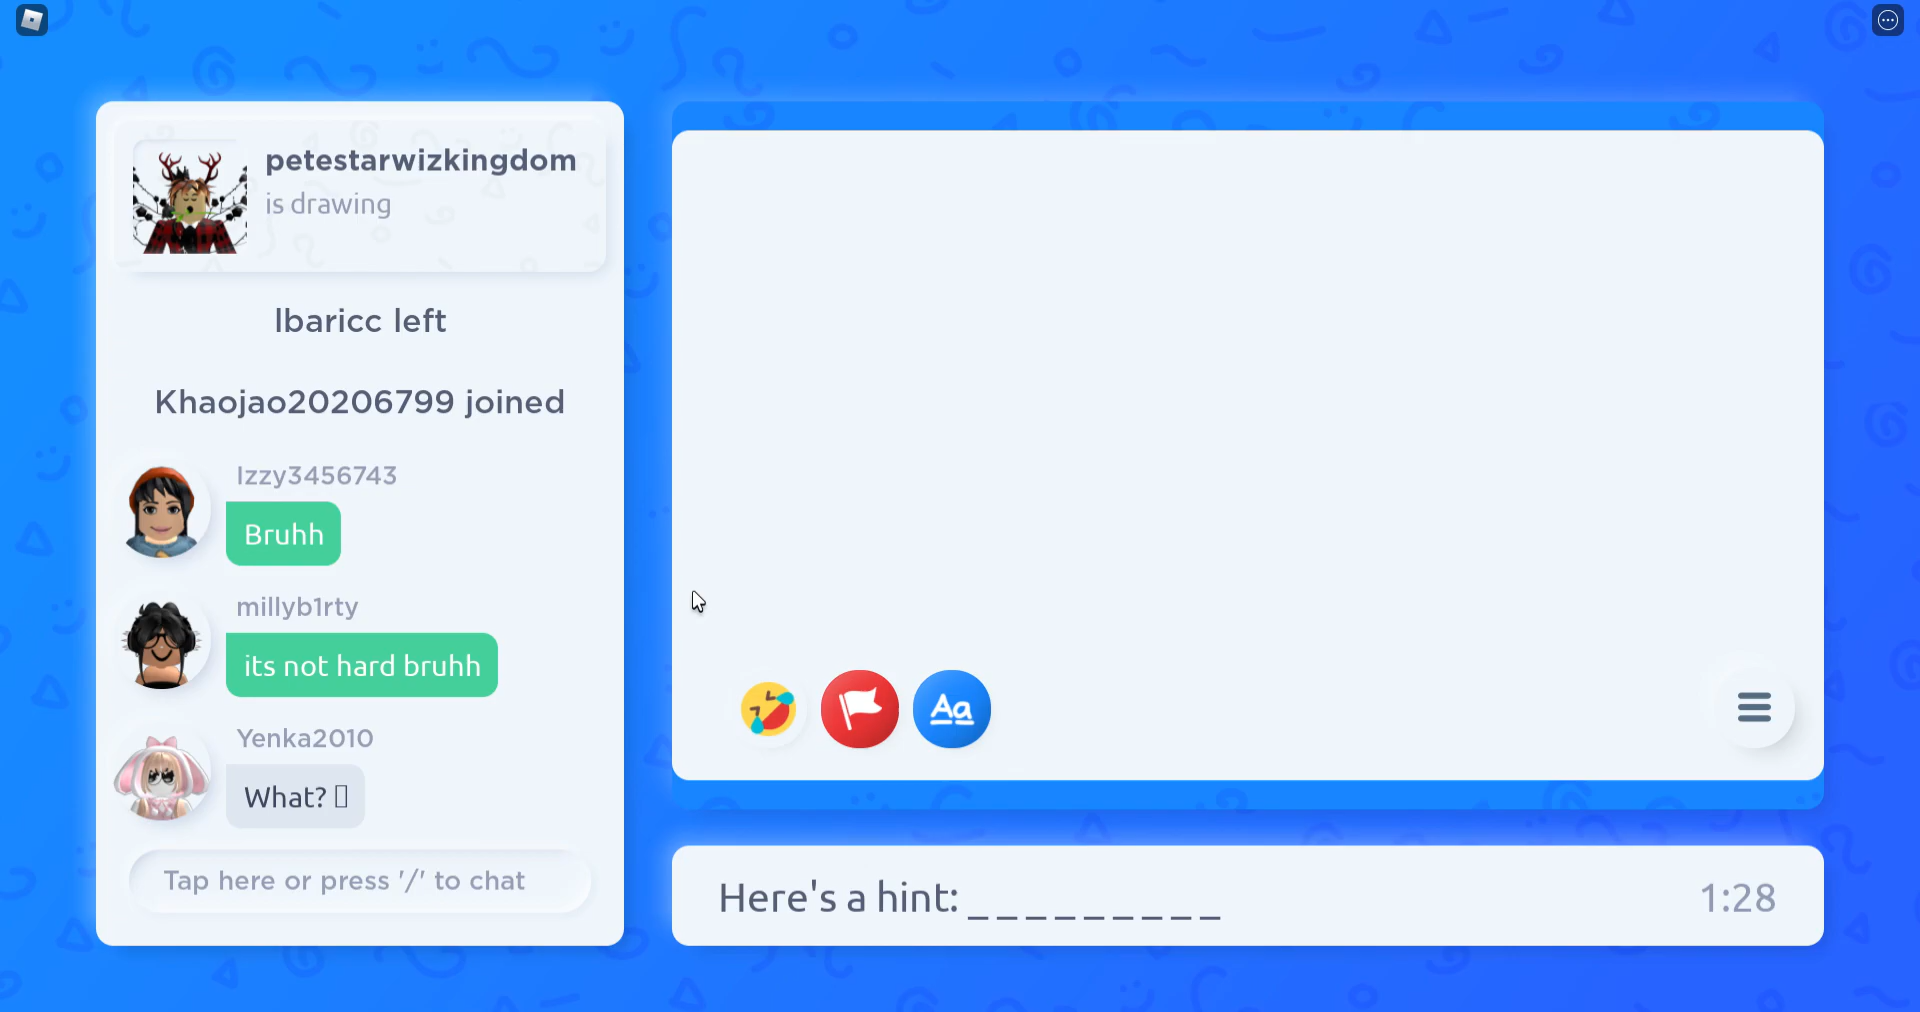 petestarwizkingdom
is drawing
lbaricc left
Khaojao20206799 joined
Izzy3456743
Bruhh
millyb1rty
its not hard bruhh
Yenka2010
What? 
Tap here or press '/' to chat
Aa
Here's a hint: _ _ _ _ _ _ _ _ _
1:28